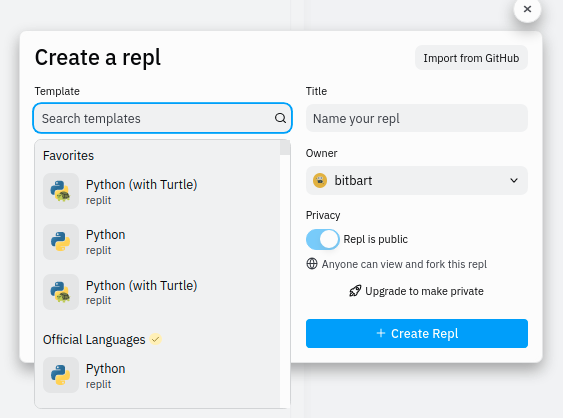 Create a repl
Import from GitHub
Template
Search templates
Favorites
Python (with Turtle)
replit
Python
replit
Python (with Turtle)
replit
Official Languages
Python
replit
Title
Name your repl
Owner
bitbart
Privacy
Repl is public
Anyone can view and fork this repl
Upgrade to make private
+ Create Repl